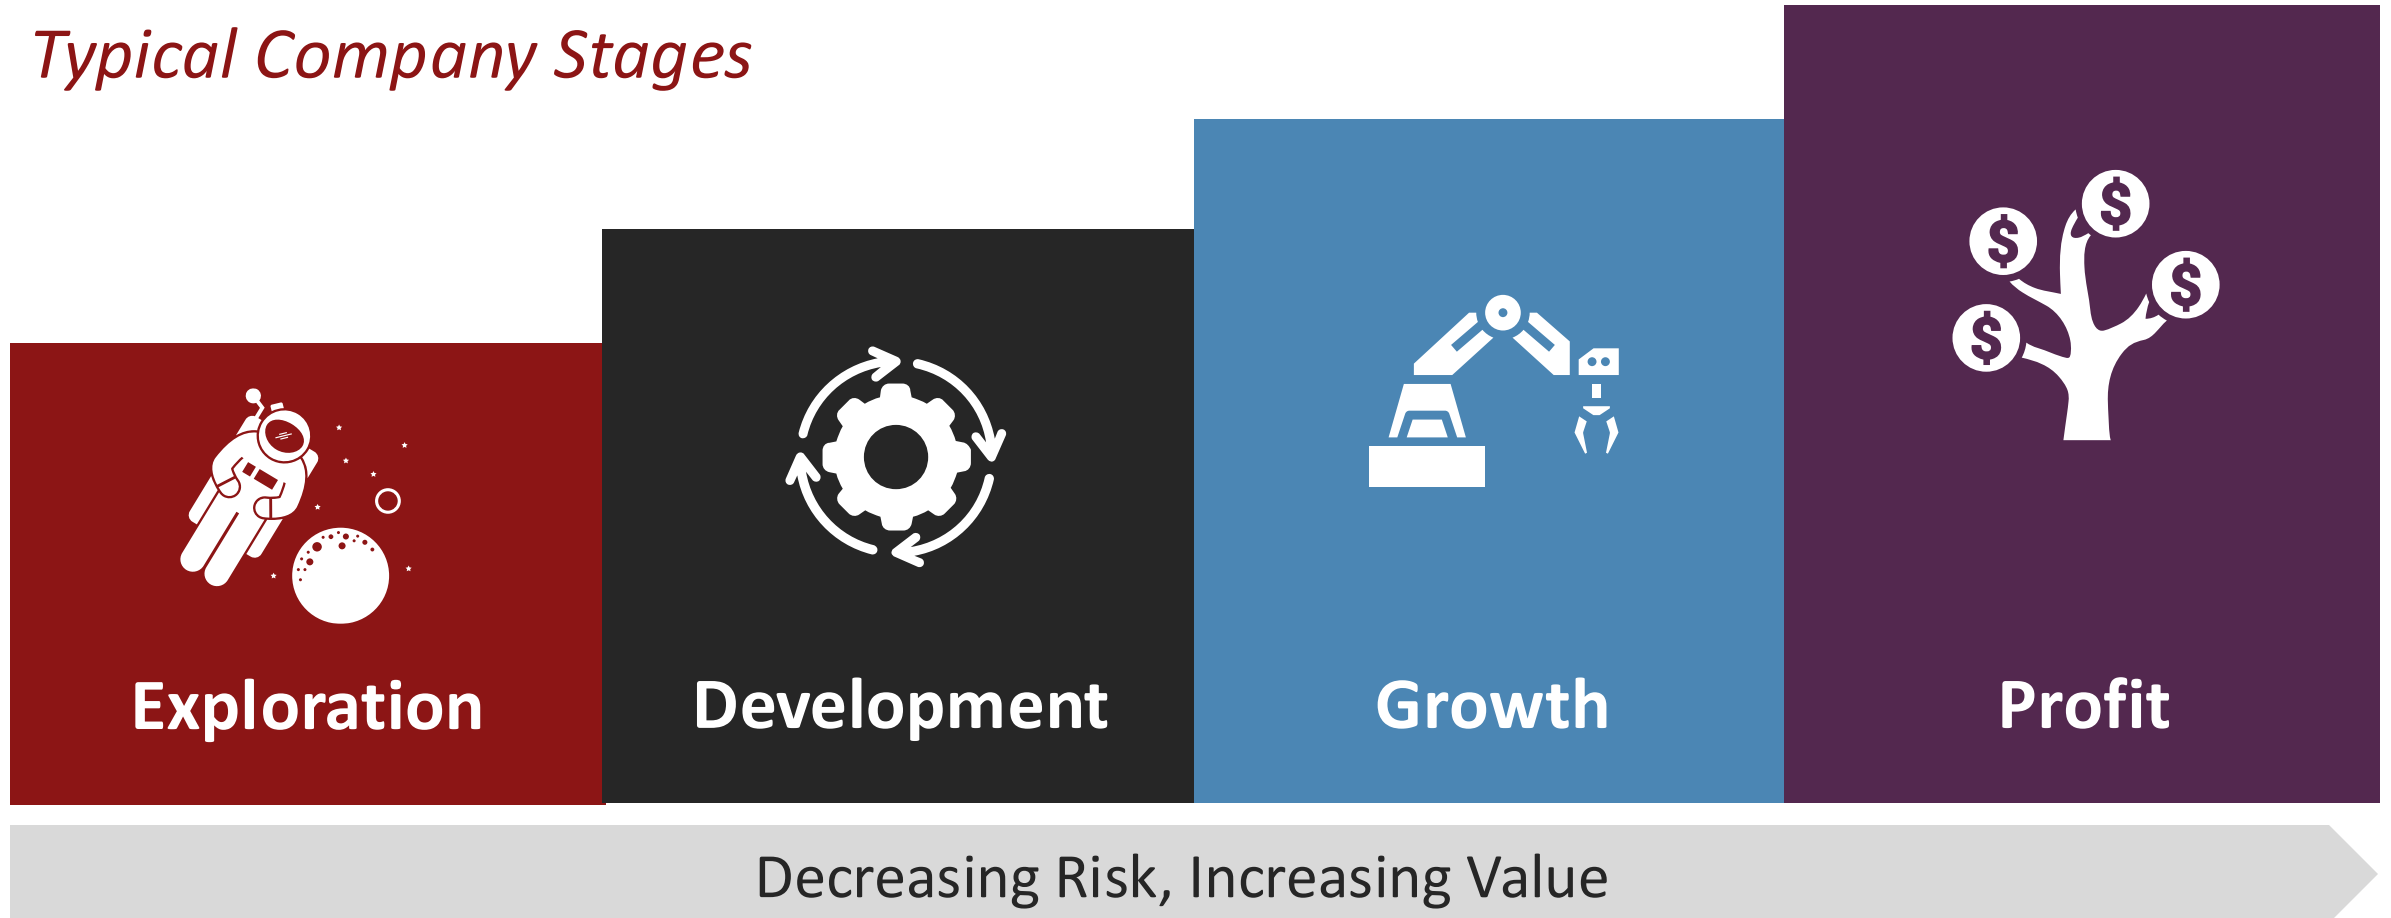 Typical Company Stages
Exploration
Development
Growth
Profit
Decreasing Risk, Increasing Value